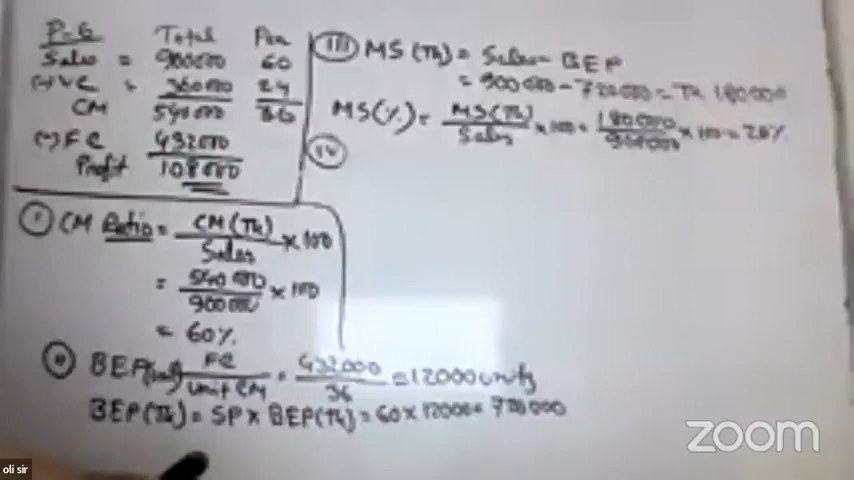 P-6 Total Per
Sales = 900000 60
(-) VC = 360000 24
CM 540000 36
(-) FC 432000
Profit 108000
I CM Ratio = CM (Tk) / Sales × 100
= 540000 / 900000 × 100
= 60%
II BEP(unit) = FC / Unit CM = 432000 / 36 = 12000 units
BEP (Tk) = SP × BEP (Tk) = 60 × 12000 = 720000
III MS (Tk) = Sales - BEP
= 900000 - 720000 = Tk 180000
MS (%) = MS (Tk) / Sales × 100 = 180000 / 900000 × 100 = 20%
IV
zoom
oli sir